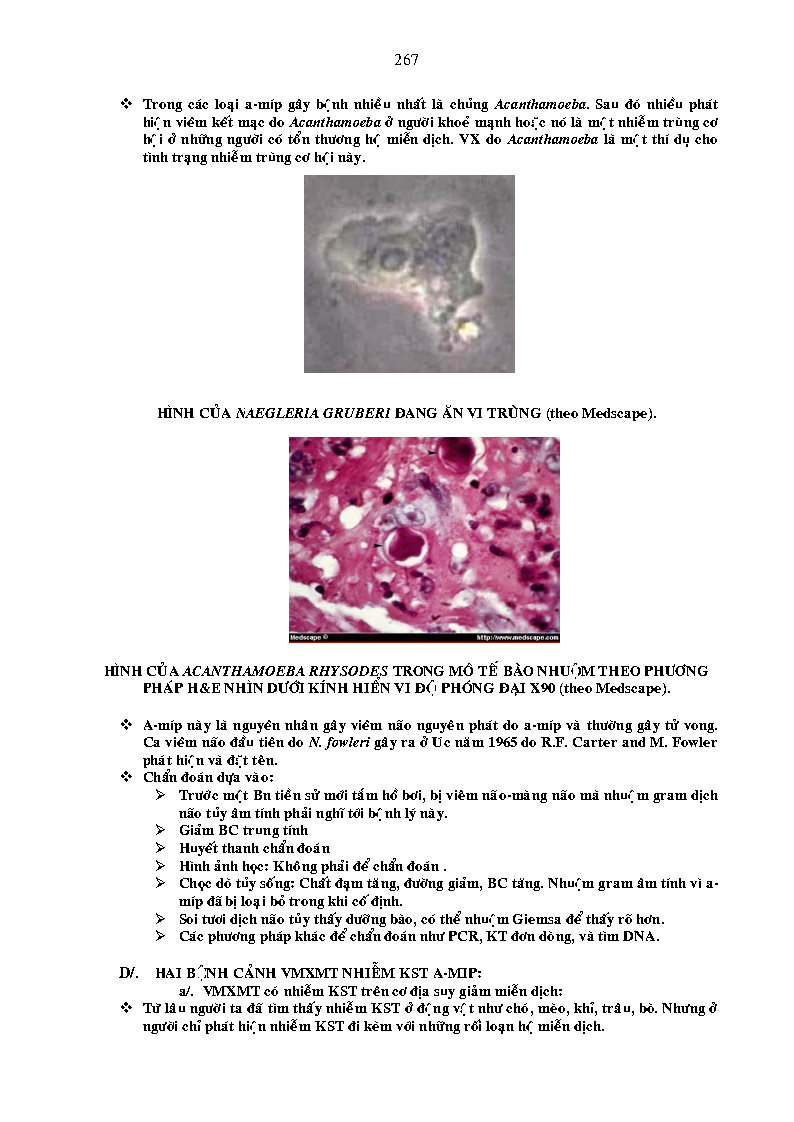 267
❖ Trong các loại a-míp gây bệnh nhiều nhất là chủng Acanthamoeba. Sau đó nhiều phát
hiện viêm kết mạc do Acanthamoeba ở người khoẻ mạnh hoặc nó là một nhiễm trùng cơ
hội ở những người có tổn thương hệ miễn dịch. VX do Acanthamoeba là một thí dụ cho
tình trạng nhiễm trùng cơ hội này.
HÌNH CỦA NAEGLERIA GRUBERI ĐANG ĂN VI TRÙNG (theo Medscape).
Medscape ® http://www.medscape.com
HÌNH CỦA ACANTHAMOEBA RHYSODES TRONG MÔ TẾ BÀO NHUỘM THEO PHƯƠNG
PHÁP H&E NHÌN DƯỚI KÍNH HIỂN VI ĐỘ PHÓNG ĐẠI X90 (theo Medscape).
❖ A-míp này là nguyên nhân gây viêm não nguyên phát do a-míp và thường gây tử vong.
Ca viêm não đầu tiên do N. fowleri gây ra ở Uc năm 1965 do R.F. Carter and M. Fowler
phát hiện và đặt tên.
❖ Chẩn đoán dựa vào:
➢ Trước một Bn tiền sử mới tắm hồ bơi, bị viêm não-màng não mà nhuộm gram dịch
não tủy âm tính phải nghĩ tới bệnh lý này.
➢ Giảm BC trung tính
➢ Huyết thanh chẩn đoán
➢ Hình ảnh học: Không phải để chẩn đoán .
➢ Chọc dò tủy sống: Chất đạm tăng, đường giảm, BC tăng. Nhuộm gram âm tính vì a-
míp đã bị loại bỏ trong khi cố định.
➢ Soi tươi dịch não tủy thấy dưỡng bào, có thể nhuộm Giemsa để thấy rõ hơn.
➢ Các phương pháp khác để chẩn đoán như PCR, KT đơn dòng, và tìm DNA.
D/. HAI BỆNH CẢNH VMXMT NHIỄM KST A-MIP:
a/. VMXMT có nhiễm KST trên cơ địa suy giảm miễn dịch:
❖ Từ lâu người ta đã tìm thấy nhiễm KST ở động vật như chó, mèo, khỉ, trâu, bò. Nhưng ở
người chỉ phát hiện nhiễm KST đi kèm với những rối loạn hệ miễn dịch.